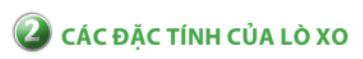 2 CÁC ĐẶC TÍNH CỦA LÒ XO